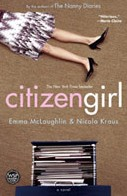 by the authors of The Nanny Diaries
The New York Times Bestseller
citizengirl
Emma McLaughlin & Nicola Kraus
a novel